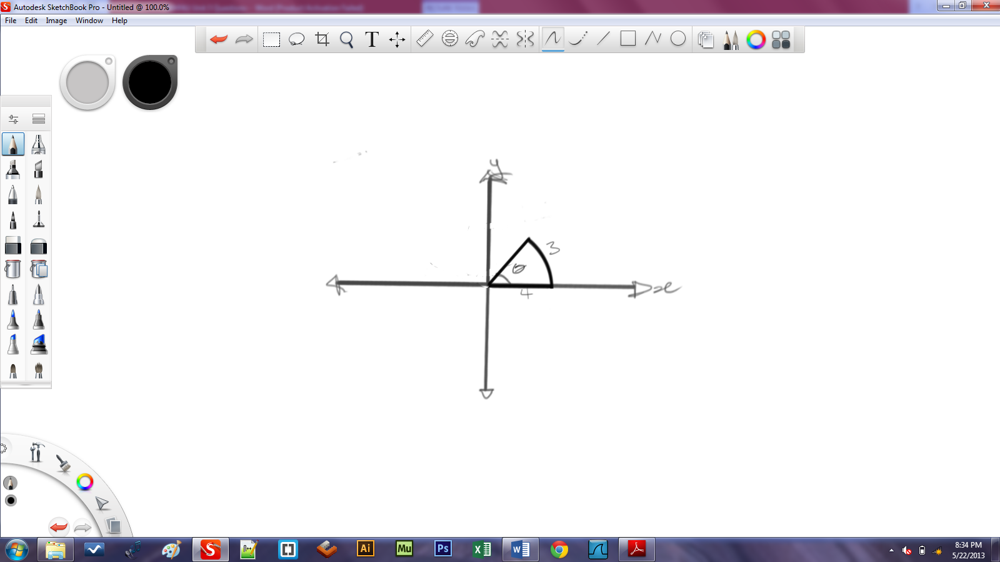 Autodesk SketchBook Pro - Untitled @ 100.0%
File Edit Image Window Help
T
y
3
θ
4
x
Ai
Mu
Ps
8:34 PM
5/22/2013